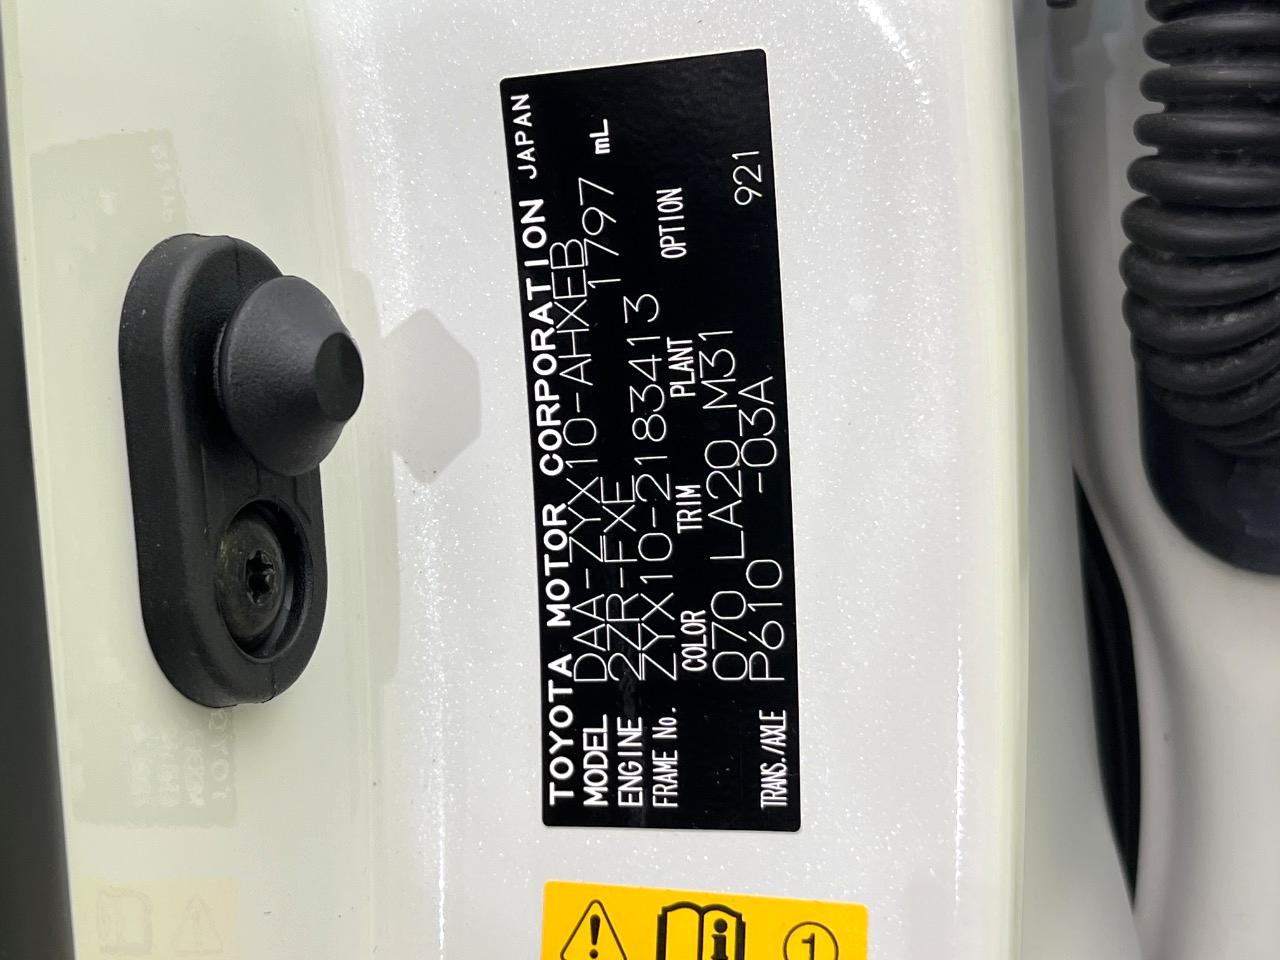 TOYOTA MOTOR CORPORATION JAPAN
MODEL DAA-ZYX10-AHXEB
ENGINE 2ZR-FXE 1797 mL
FRAME No. ZYX10-2183413
COLOR TRIM PLANT OPTION
070 LA20 M31
TRANS./AXLE P610 -03A 921
1